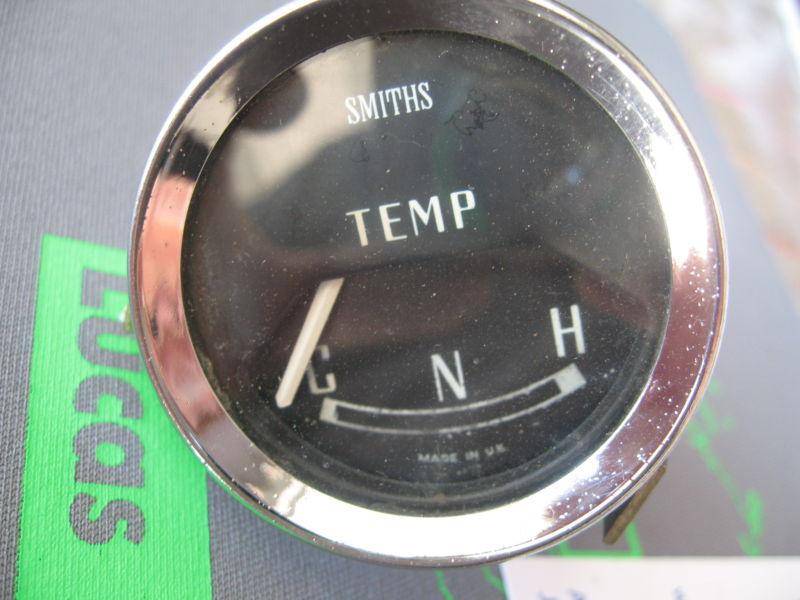 SMITHS
TEMP
C N H
MADE IN U.K.
Lucas